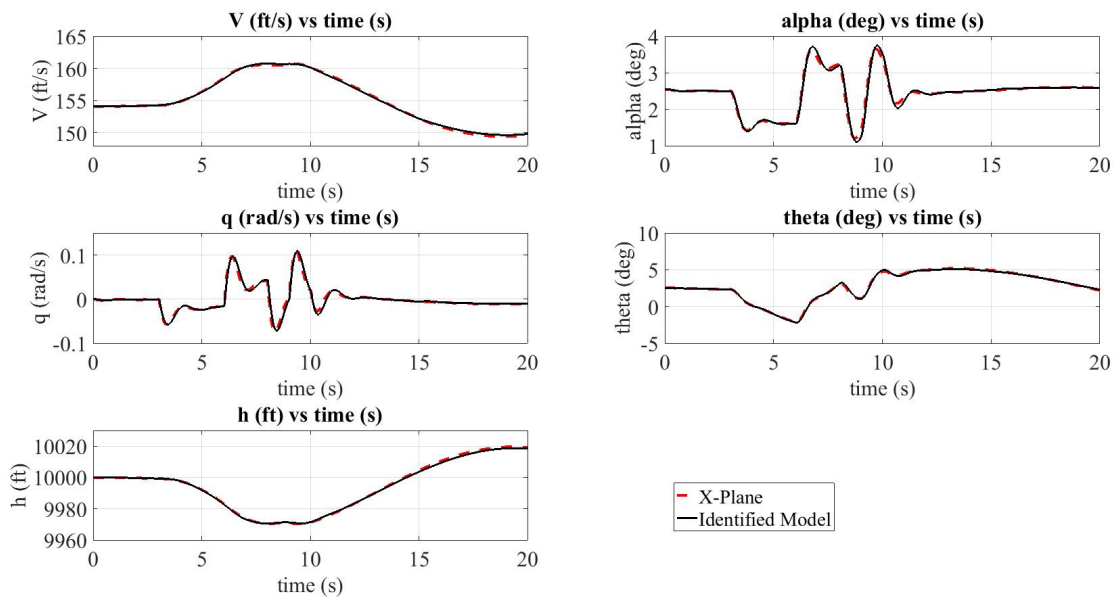 V (ft/s) vs time (s)
165
160
155
150
V (ft/s)
0 5 10 15 20
time (s)
alpha (deg) vs time (s)
4
3
2
1
alpha (deg)
0 5 10 15 20
time (s)
q (rad/s) vs time (s)
0.1
0
-0.1
q (rad/s)
0 5 10 15 20
time (s)
theta (deg) vs time (s)
10
5
0
-5
theta (deg)
0 5 10 15 20
time (s)
h (ft) vs time (s)
10020
10000
9980
9960
h (ft)
0 5 10 15 20
time (s)
X-Plane
Identified Model